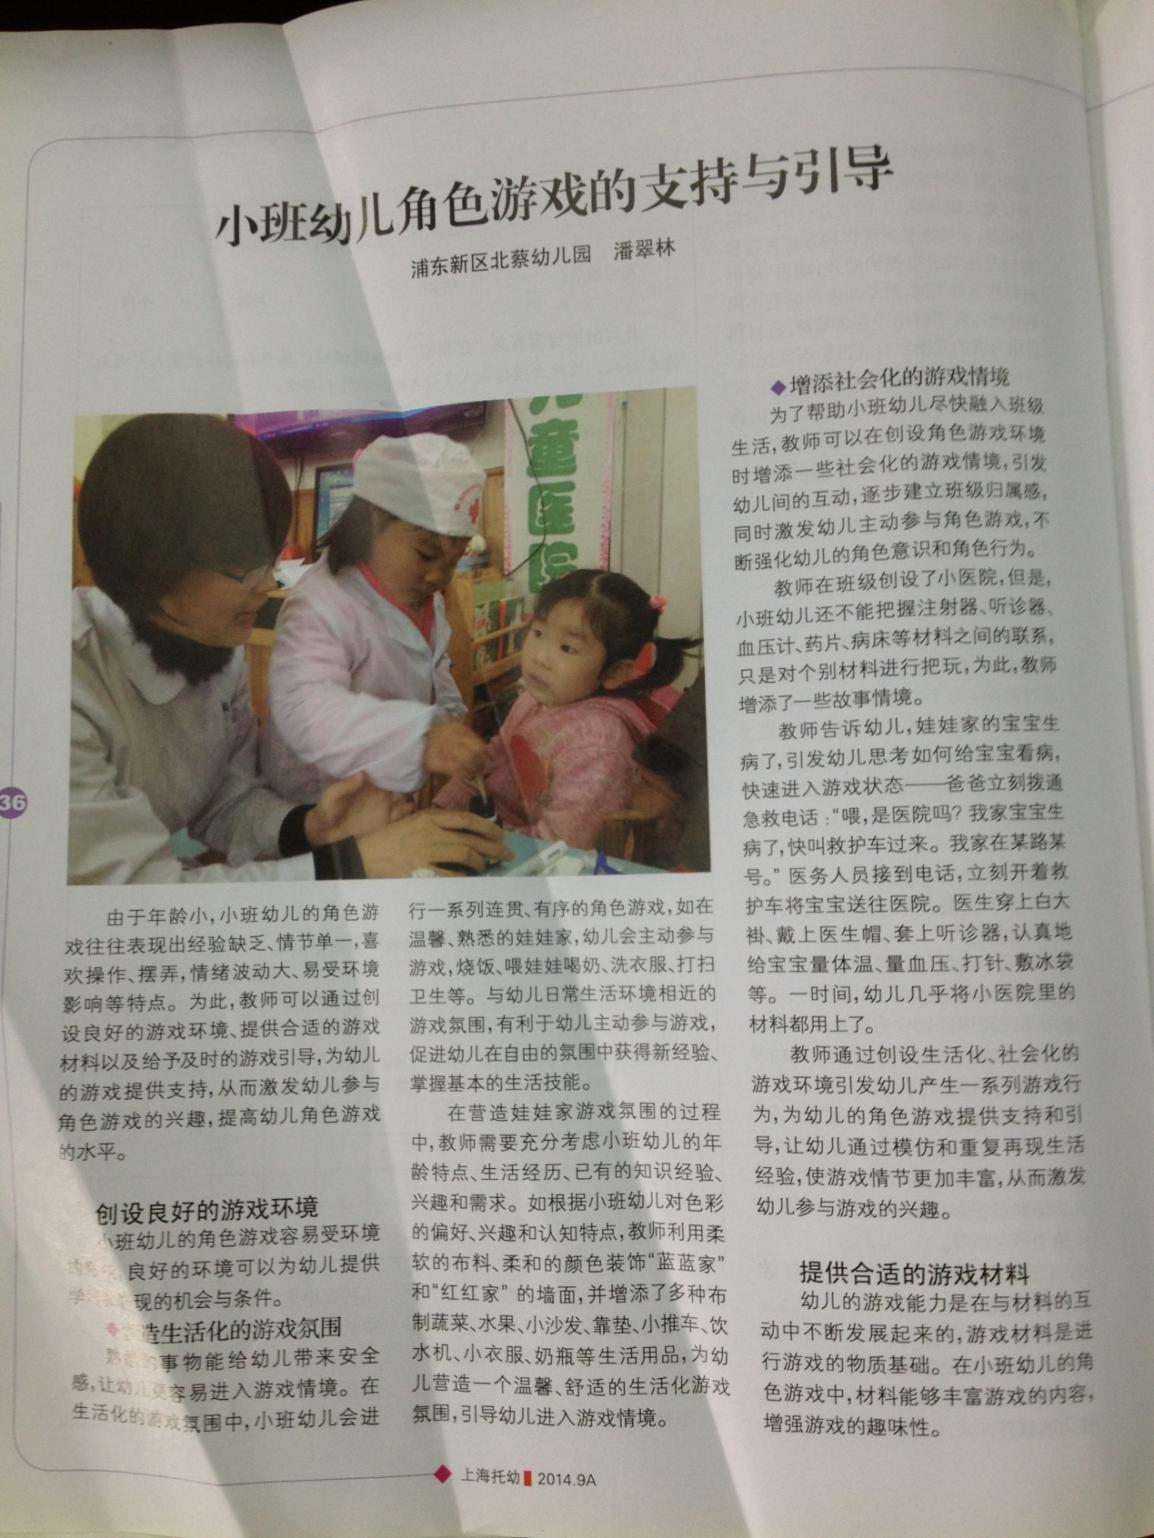 小班幼儿角色游戏的支持与引导
浦东新区北蔡幼儿园 潘翠林
儿童医院
36
由于年龄小,小班幼儿的角色游
戏往往表现出经验缺乏、情节单一,喜
欢操作、摆弄,情绪波动大、易受环境
影响等特点。为此,教师可以通过创
设良好的游戏环境、提供合适的游戏
材料以及给予及时的游戏引导,为幼儿
的游戏提供支持,从而激发幼儿参与
角色游戏的兴趣,提高幼儿角色游戏
的水平。
创设良好的游戏环境
小班幼儿的角色游戏容易受环境
良好的环境可以为幼儿提供
现的机会与条件。
造生活化的游戏氛围
的事物能给幼儿带来安全
感,让幼儿更容易进入游戏情境。在
生活化的游戏氛围中,小班幼儿会进
行一系列连贯、有序的角色游戏,如在
温馨、熟悉的娃娃家,幼儿会主动参与
游戏,烧饭、喂娃娃喝奶、洗衣服、打扫
卫生等。与幼儿日常生活环境相近的
游戏氛围,有利于幼儿主动参与游戏,
促进幼儿在自由的氛围中获得新经验、
掌握基本的生活技能。
在营造娃娃家游戏氛围的过程
中,教师需要充分考虑小班幼儿的年
龄特点、生活经历、已有的知识经验、
兴趣和需求。如根据小班幼儿对色彩
的偏好、兴趣和认知特点,教师利用柔
软的布料、柔和的颜色装饰“蓝蓝家”
和“红红家” 的墙面,并增添了多种布
制蔬菜、水果、小沙发、靠垫、小推车、饮
水机、小衣服、奶瓶等生活用品,为幼
儿营造一个温馨、舒适的生活化游戏
氛围,引导幼儿进入游戏情境。
◆增添社会化的游戏情境
为了帮助小班幼儿尽快融入班级
生活,教师可以在创设角色游戏环境
时增添一些社会化的游戏情境,引发
幼儿间的互动,逐步建立班级归属感,
同时激发幼儿主动参与角色游戏,不
断强化幼儿的角色意识和角色行为。
教师在班级创设了小医院,但是,
小班幼儿还不能把握注射器、听诊器、
血压计、药片、病床等材料之间的联系,
只是对个别材料进行把玩,为此,教师
增添了一些故事情境。
教师告诉幼儿,娃娃家的宝宝生
病了,引发幼儿思考如何给宝宝看病,
快速进入游戏状态——爸爸立刻拨通
急救电话:“喂,是医院吗? 我家宝宝生
病了,快叫救护车过来。我家在某路某
号。” 医务人员接到电话,立刻开着救
护车将宝宝送往医院。医生穿上白大
褂、戴上医生帽、套上听诊器,认真地
给宝宝量体温、量血压、打针、敷冰袋
等。一时间,幼儿几乎将小医院里的
材料都用上了。
教师通过创设生活化、社会化的
游戏环境引发幼儿产生一系列游戏行
为,为幼儿的角色游戏提供支持和引
导,让幼儿通过模仿和重复再现生活
经验,使游戏情节更加丰富,从而激发
幼儿参与游戏的兴趣。
提供合适的游戏材料
幼儿的游戏能力是在与材料的互
动中不断发展起来的,游戏材料是进
行游戏的物质基础。在小班幼儿的角
色游戏中,材料能够丰富游戏的内容,
增强游戏的趣味性。
上海托幼 2014.9A